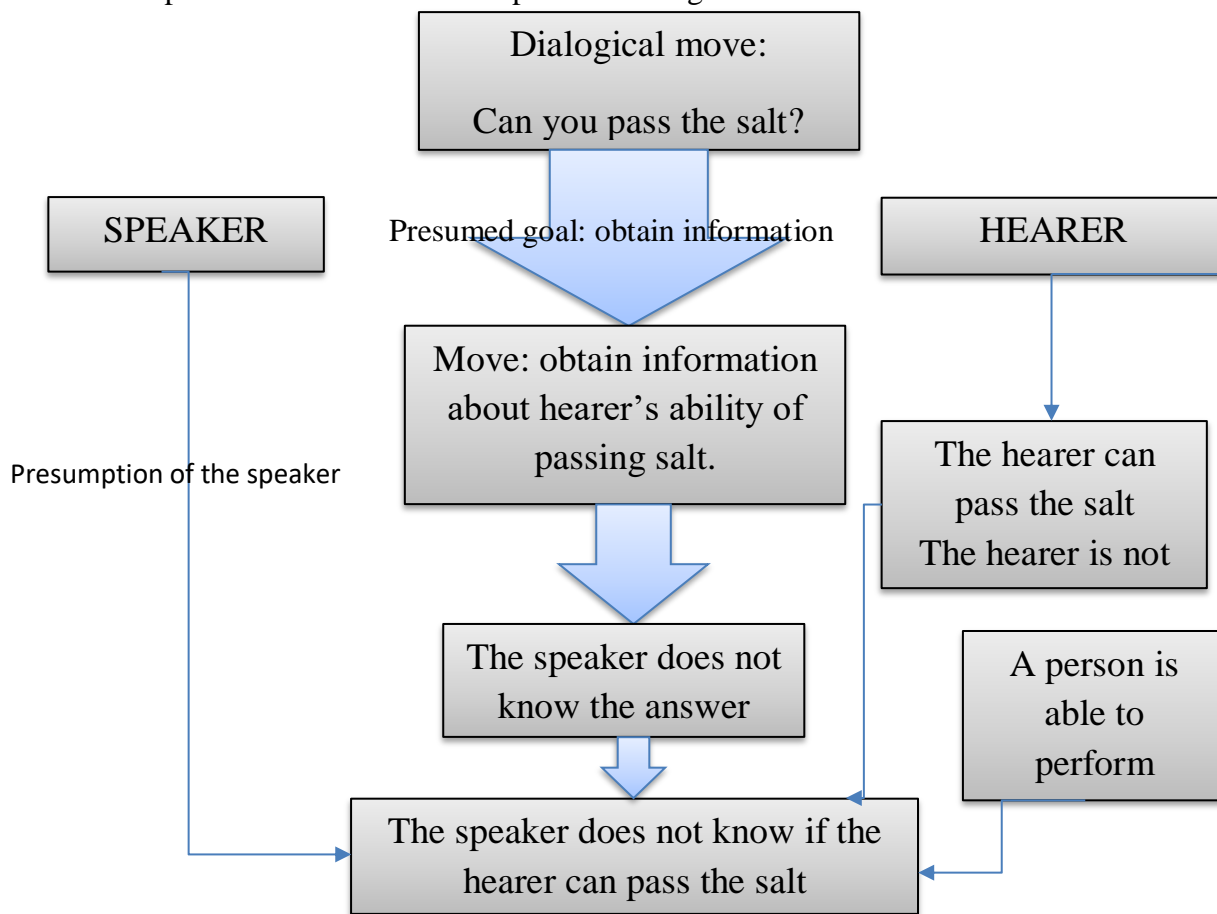 Dialogical move:
Can you pass the salt?
SPEAKER
Presumed goal: obtain information
HEARER
Move: obtain information
about hearer’s ability of
passing salt.
Presumption of the speaker
The hearer can
pass the salt
The hearer is not
The speaker does not
know the answer
A person is
able to
perform
The speaker does not know if the
hearer can pass the salt